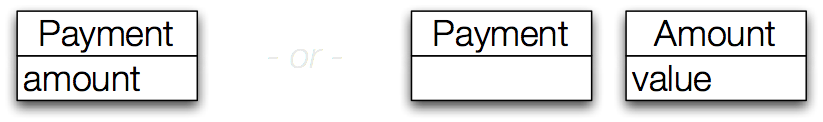 Payment
amount
- or -
Payment
Amount
value